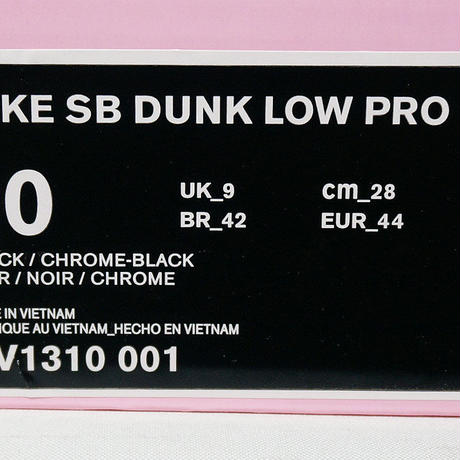 KE SB DUNK LOW PRO
0
UK_9 cm_28
BR_42 EUR_44
CK / CHROME-BLACK
R / NOIR / CHROME
E IN VIETNAM
IQUE AU VIETNAM_HECHO EN VIETNAM
V1310 001